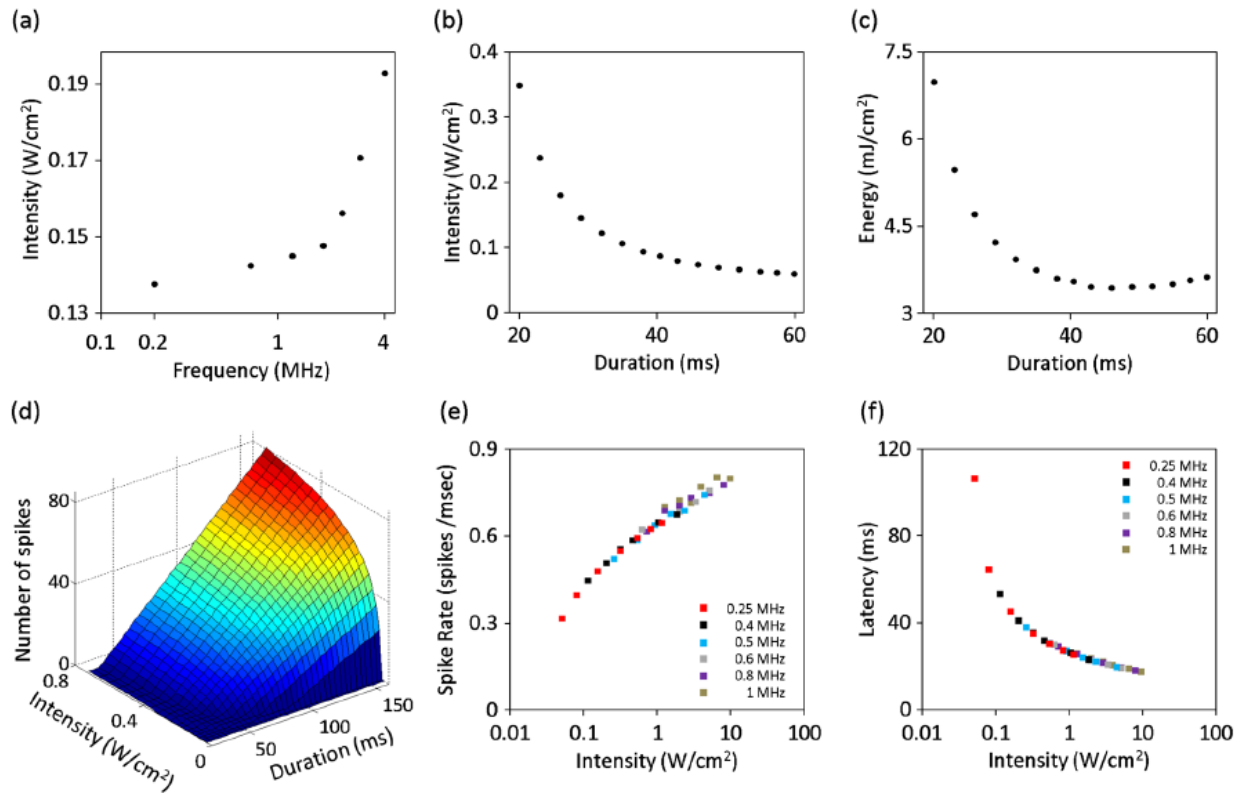 (a)
Intensity (W/cm²)
0.19
0.17
0.15
0.13
0.1
0.2
1
4
Frequency (MHz)
(b)
Intensity (W/cm²)
0.4
0.3
0.2
0.1
0
20
40
60
Duration (ms)
(c)
Energy (mJ/cm²)
7.5
6
4.5
3
20
40
60
Duration (ms)
(d)
Number of spikes
80
40
0
0.8
0.4
0
Intensity (W/cm²)
50
100
150
Duration (ms)
(e)
Spike Rate (spikes /msec)
0.9
0.6
0.3
0
0.25 MHz
0.4 MHz
0.5 MHz
0.6 MHz
0.8 MHz
1 MHz
0.01
0.1
1
10
100
Intensity (W/cm²)
(f)
Latency (ms)
120
80
40
0
0.25 MHz
0.4 MHz
0.5 MHz
0.6 MHz
0.8 MHz
1 MHz
0.01
0.1
1
10
100
Intensity (W/cm²)